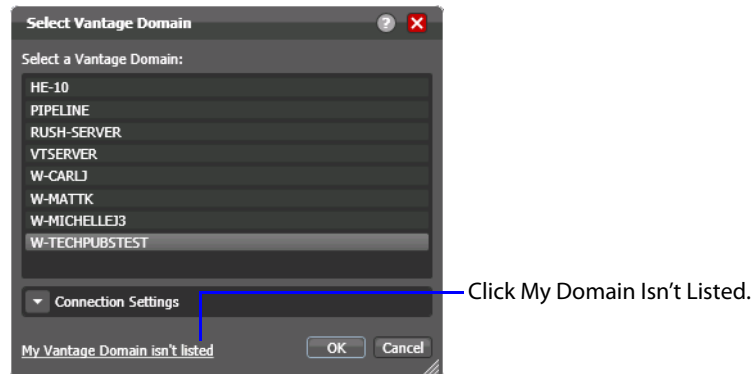 Select Vantage Domain
?
Select a Vantage Domain:
HE-10
PIPELINE
RUSH-SERVER
VTSERVER
W-CARLJ
W-MATTK
W-MICHELLEJ3
W-TECHPUBSTEST
Connection Settings
Click My Domain Isn’t Listed.
My Vantage Domain isn't listed
OK
Cancel